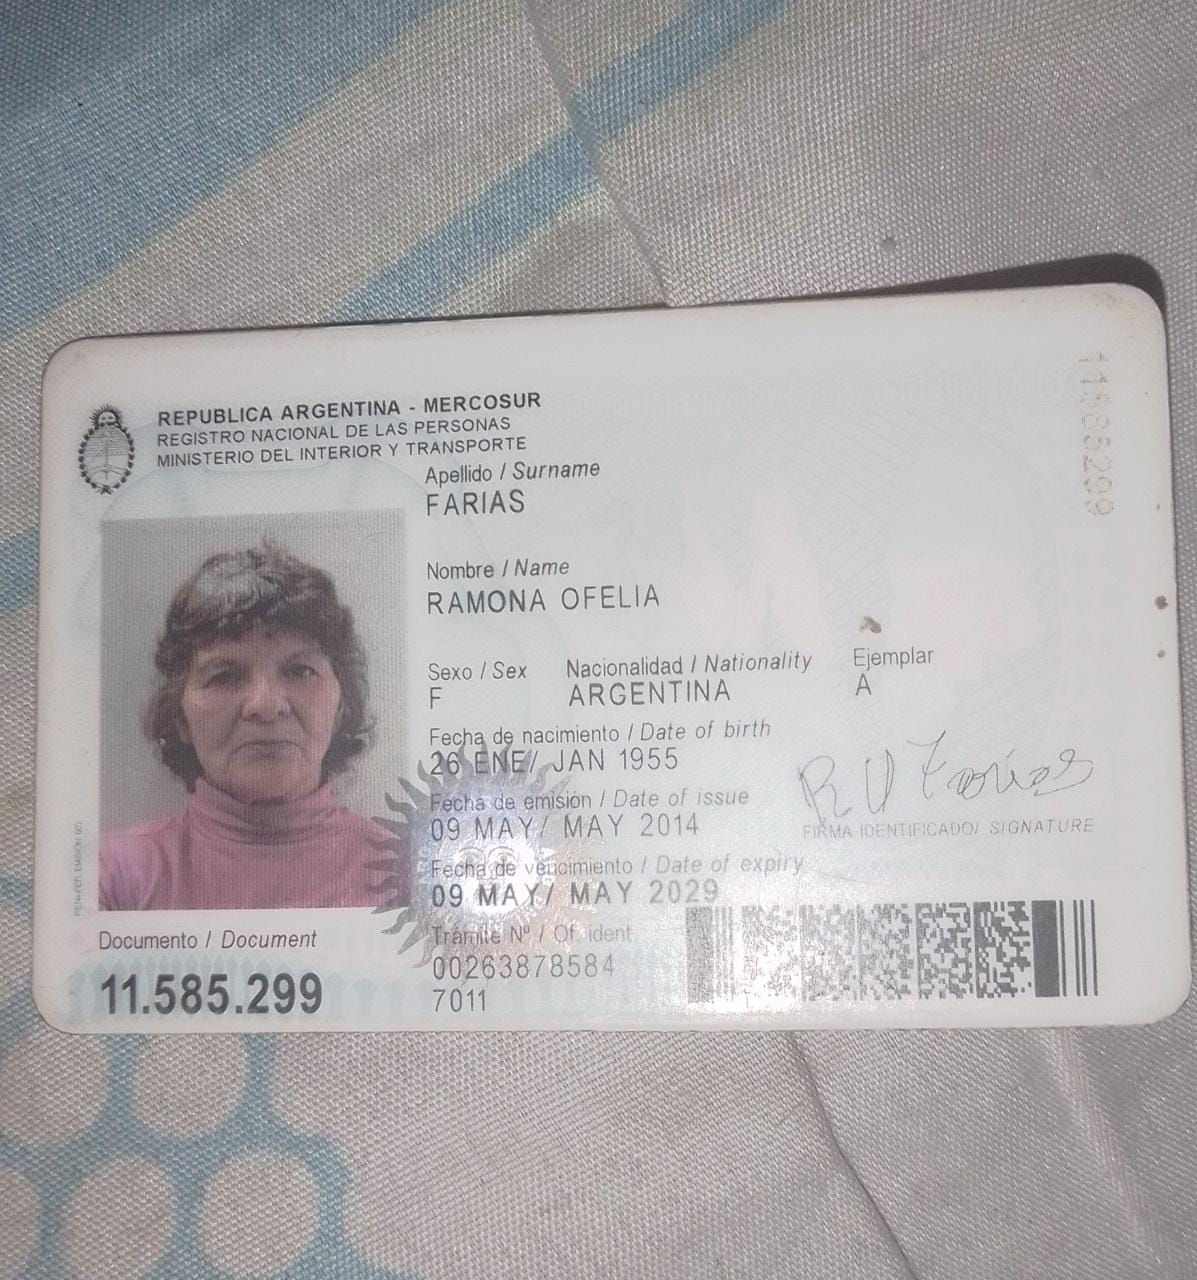 REPUBLICA ARGENTINA - MERCOSUR
REGISTRO NACIONAL DE LAS PERSONAS
MINISTERIO DEL INTERIOR Y TRANSPORTE
Apellido / Surname
FARIAS
Nombre / Name
RAMONA OFELIA
Sexo / Sex Nacionalidad / Nationality Ejemplar
F ARGENTINA A
Fecha de nacimiento / Date of birth
26 ENE/ JAN 1955
Fecha de emisión / Date of issue
09 MAY/ MAY 2014
FIRMA IDENTIFICADO/ SIGNATURE
Fecha de vencimiento / Date of expiry
09 MAY/ MAY 2029
Documento / Document
11.585.299
Trámite Nº / Of. ident.
00263878584
7011
11585299
DOCUMENTO NACIONAL DE IDENTIDAD